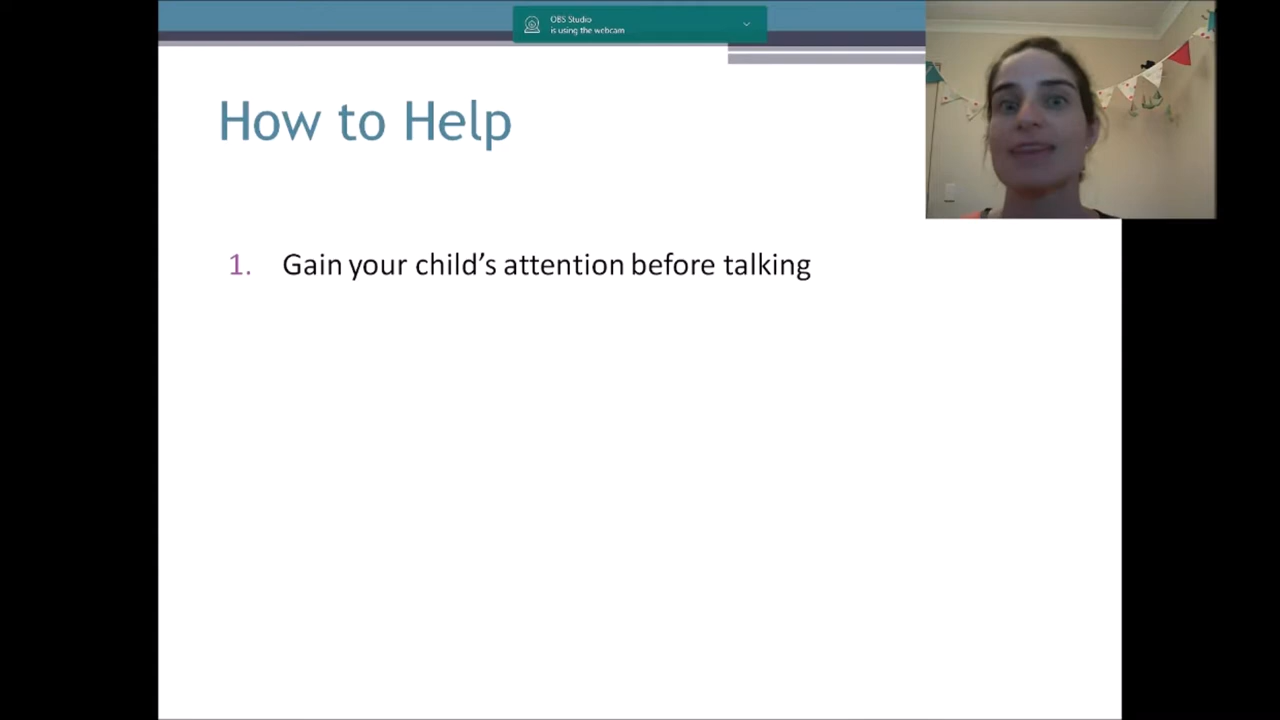 OBS Studio
is using the webcam
How to Help
1. Gain your child's attention before talking